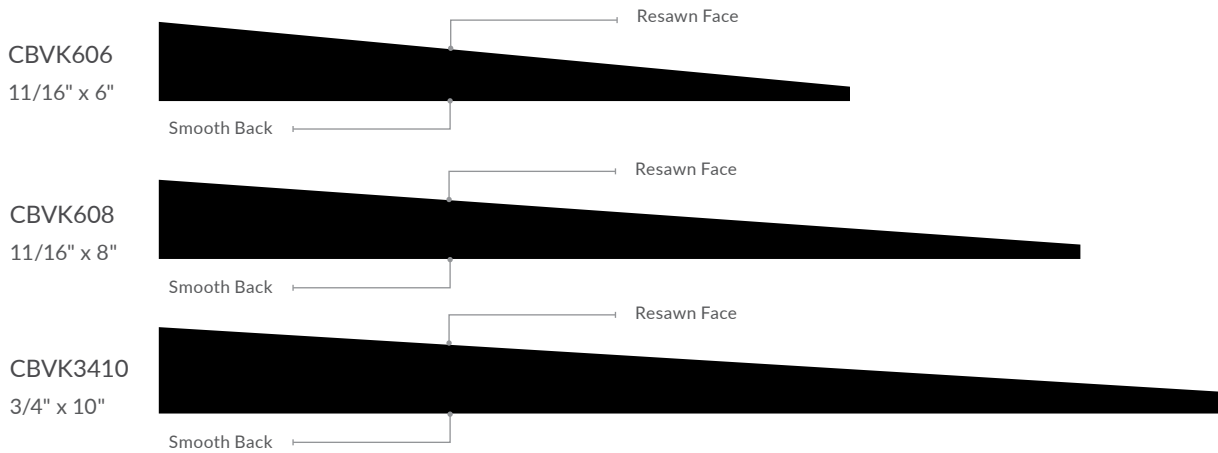 Resawn Face
CBVK606
11/16" x 6"
Smooth Back
Resawn Face
CBVK608
11/16" x 8"
Smooth Back
Resawn Face
CBVK3410
3/4" x 10"
Smooth Back